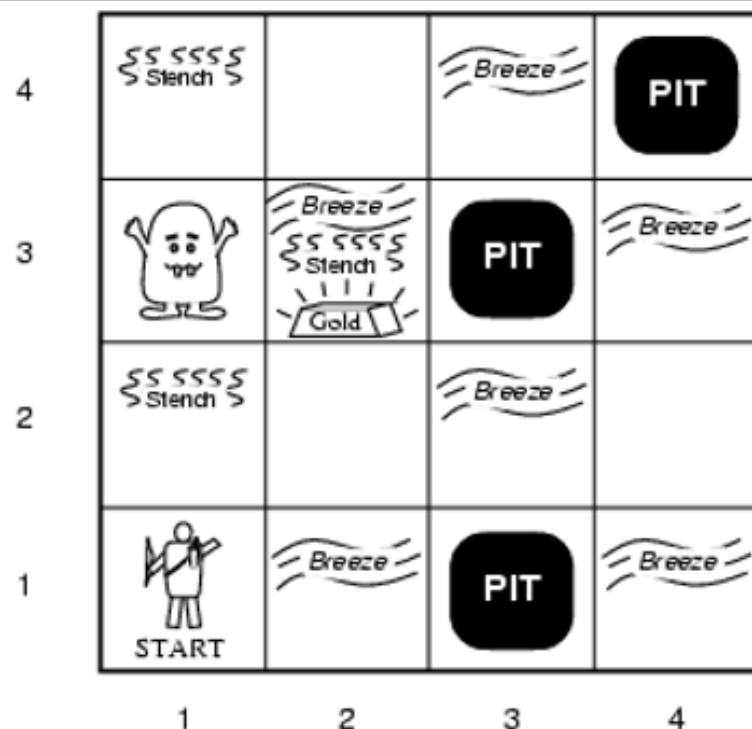 4
Stench
Breeze
PIT
3
Breeze
Stench
Gold
PIT
Breeze
2
Stench
Breeze
1
START
Breeze
PIT
Breeze
1 2 3 4